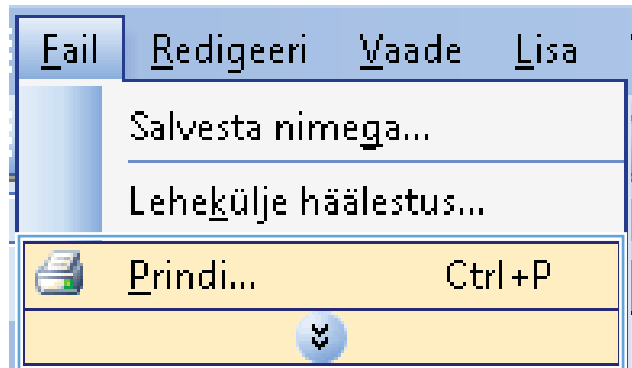 Fail Redigeeri Vaade Lisa
Salvesta nimega...
Lehekülje häälestus...
Prindi... Ctrl+P